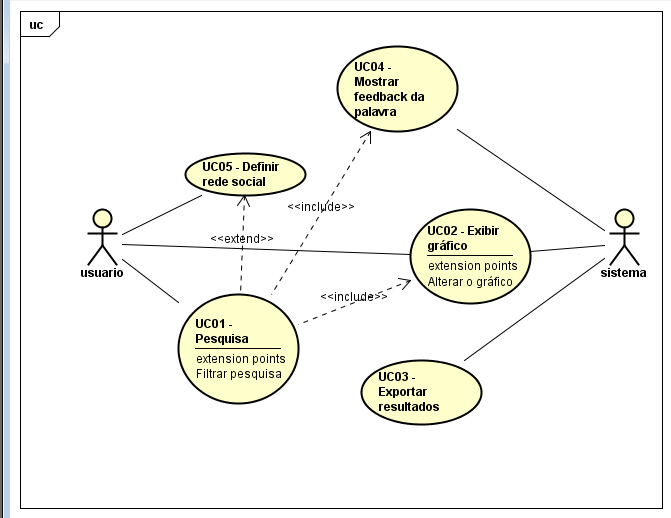 uc
UC04 -
Mostrar
feedback da
palavra
UC05 - Definir
rede social
<<include>>
<<extend>>
UC02 - Exibir
gráfico
extension points
Alterar o gráfico
usuario
sistema
<<include>>
UC01 -
Pesquisa
extension points
Filtrar pesquisa
UC03 -
Exportar
resultados